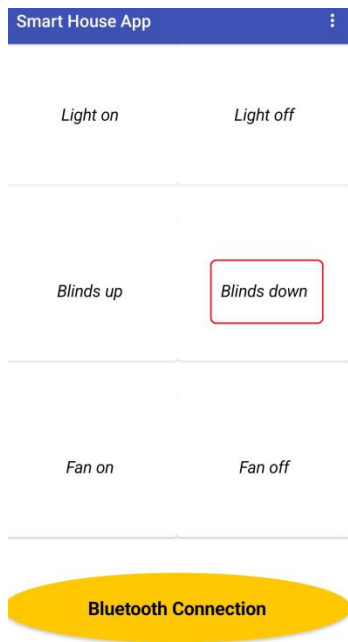 Smart House App
Light on
Light off
Blinds up
Blinds down
Fan on
Fan off
Bluetooth Connection